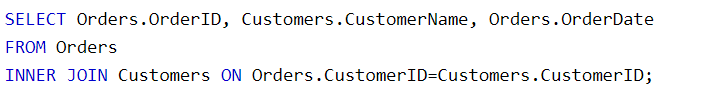 SELECT Orders.OrderID, Customers.CustomerName, Orders.OrderDate
FROM Orders
INNER JOIN Customers ON Orders.CustomerID=Customers.CustomerID;